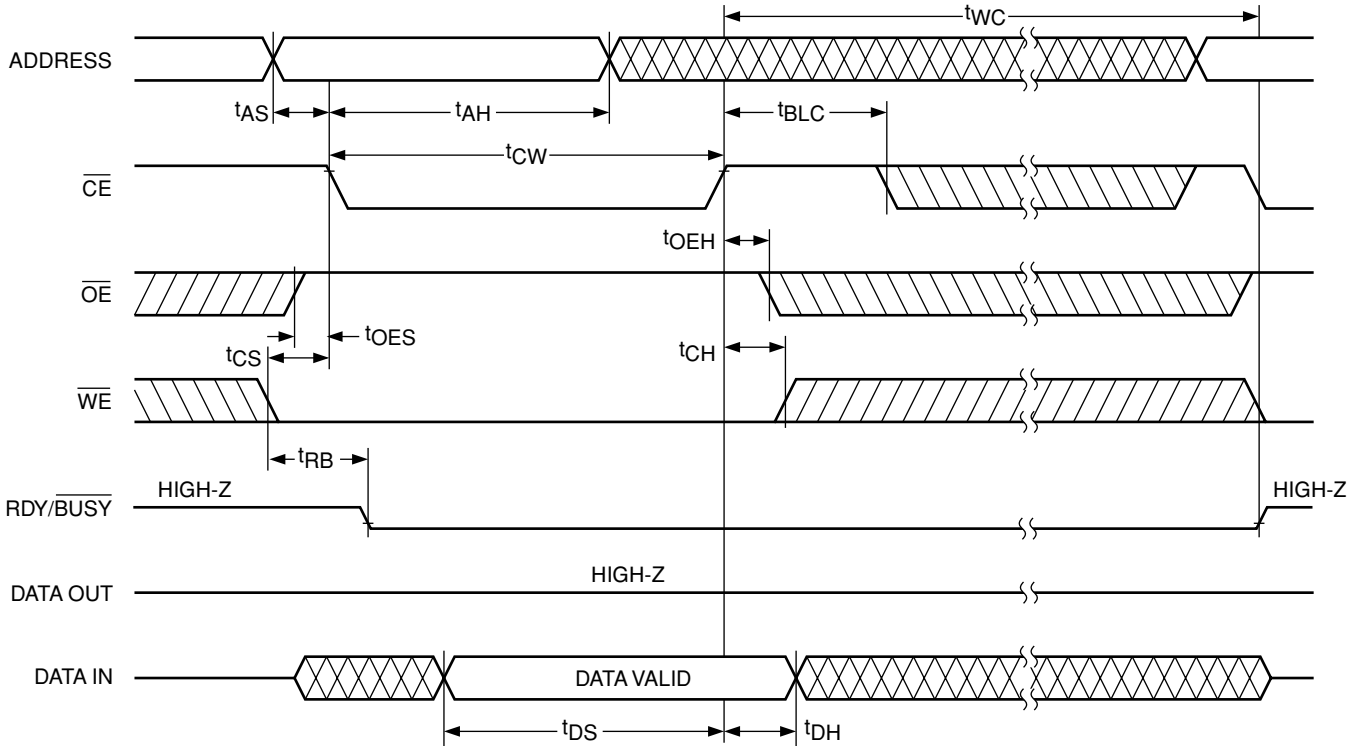 tWC
ADDRESS
tAS
tAH
tBLC
tCW
CE
tOEH
OE
tOES
tCS
tCH
WE
tRB
HIGH-Z
HIGH-Z
RDY/BUSY
HIGH-Z
DATA OUT
DATA IN
DATA VALID
tDS
tDH